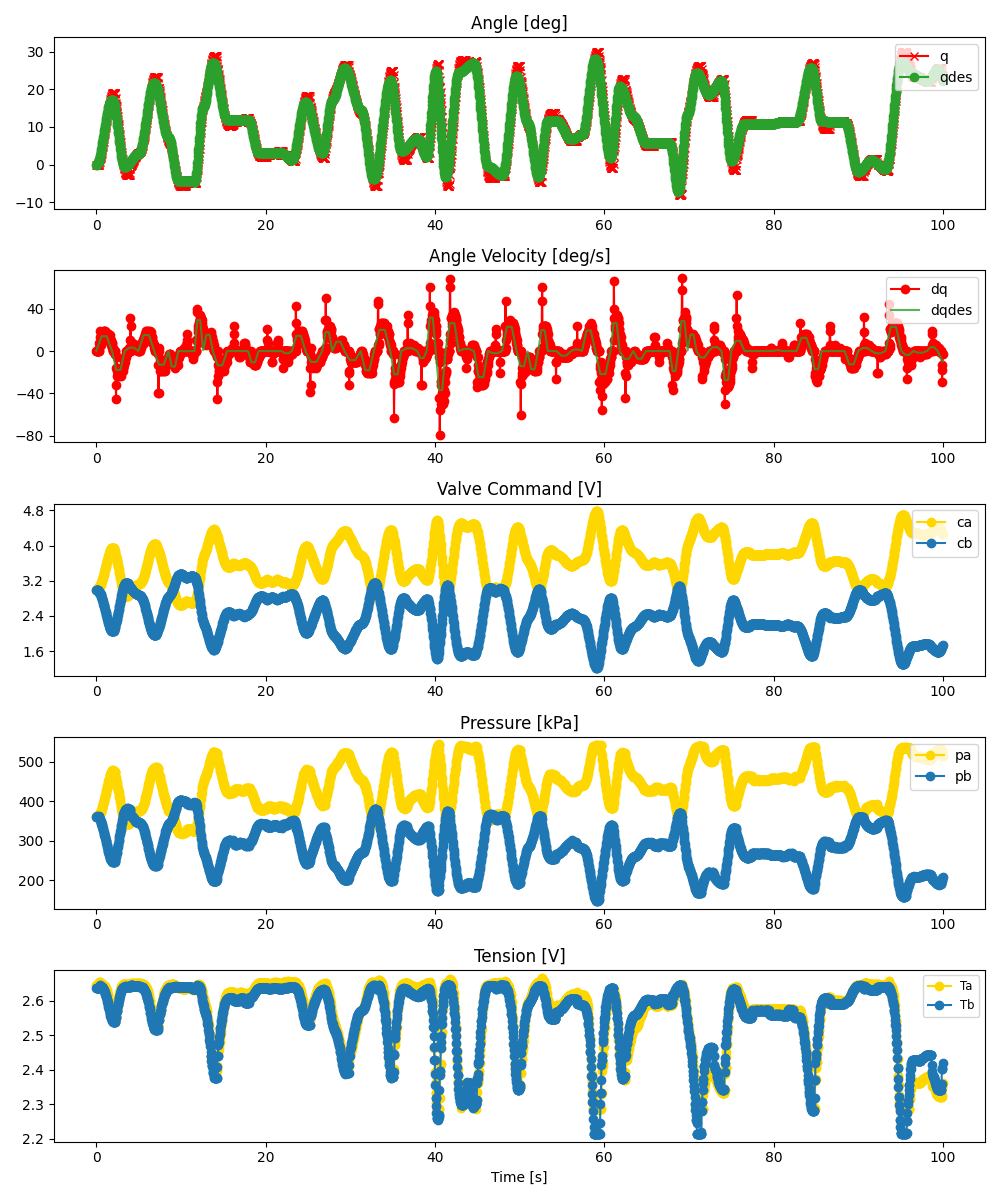 Angle [deg]
30
20
10
0
−10
q
qdes
0 20 40 60 80 100
Angle Velocity [deg/s]
40
0
−40
−80
dq
dqdes
0 20 40 60 80 100
Valve Command [V]
4.8
4.0
3.2
2.4
1.6
ca
cb
0 20 40 60 80 100
Pressure [kPa]
500
400
300
200
pa
pb
0 20 40 60 80 100
Tension [V]
2.6
2.5
2.4
2.3
2.2
Ta
Tb
0 20 40 60 80 100
Time [s]